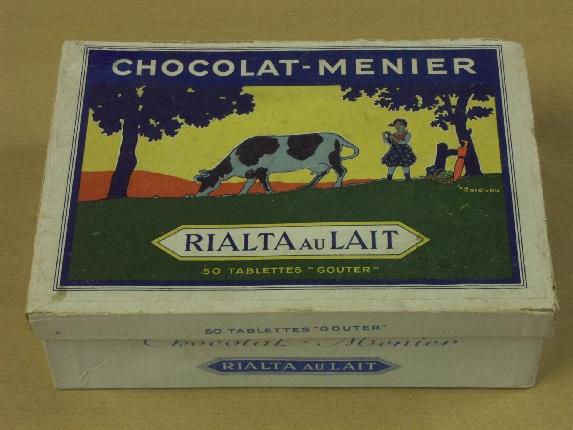 CHOCOLAT-MENIER
RIALTA AU LAIT
50 TABLETTES "GOUTER"
50 TABLETTES "GOUTER"
Chocolat - Menier
RIALTA AU LAIT